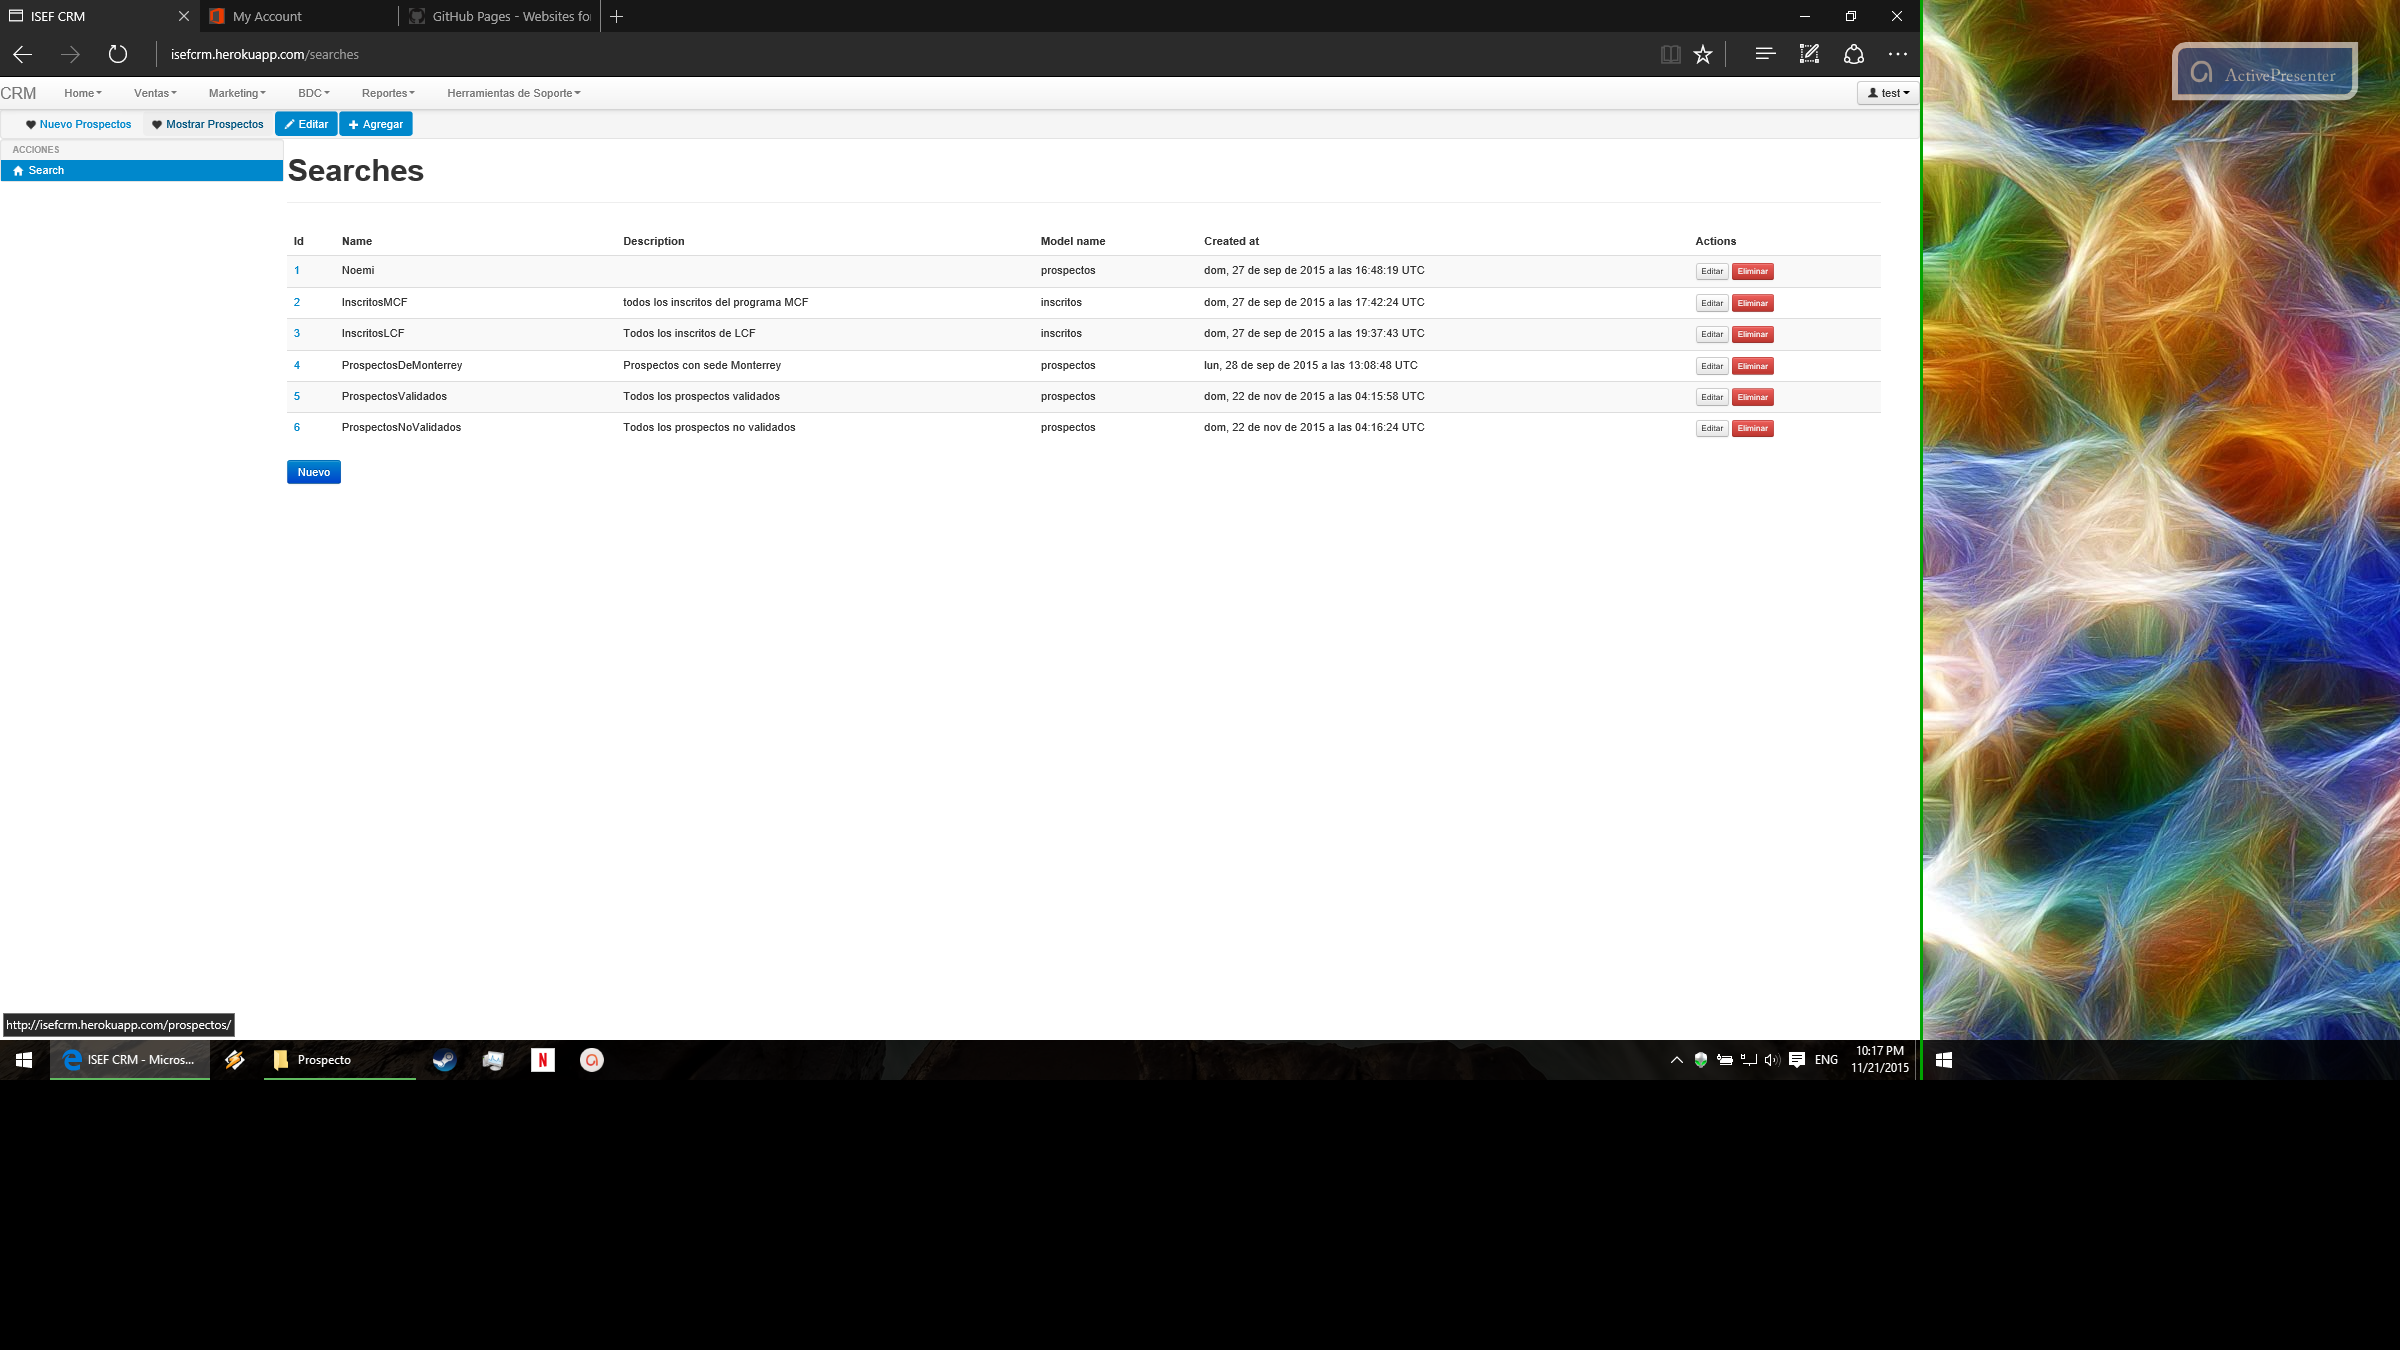 ISEF CRM
My Account
GitHub Pages - Websites fo
isefcrm.herokuapp.com/searches
ActivePresenter
CRM Home Ventas Marketing BDC Reportes Herramientas de Soporte test
Nuevo Prospectos Mostrar Prospectos Editar Agregar
ACCIONES
Search
Searches
Id Name Description Model name Created at Actions
1 Noemi prospectos dom, 27 de sep de 2015 a las 16:48:19 UTC Editar Eliminar
2 InscritosMCF todos los inscritos del programa MCF inscritos dom, 27 de sep de 2015 a las 17:42:24 UTC Editar Eliminar
3 InscritosLCF Todos los inscritos de LCF inscritos dom, 27 de sep de 2015 a las 19:37:43 UTC Editar Eliminar
4 ProspectosDeMonterrey Prospectos con sede Monterrey prospectos lun, 28 de sep de 2015 a las 13:08:48 UTC Editar Eliminar
5 ProspectosValidados Todos los prospectos validados prospectos dom, 22 de nov de 2015 a las 04:15:58 UTC Editar Eliminar
6 ProspectosNoValidados Todos los prospectos no validados prospectos dom, 22 de nov de 2015 a las 04:16:24 UTC Editar Eliminar
Nuevo
http://isefcrm.herokuapp.com/prospectos/
ISEF CRM - Micros...
Prospecto
N
ENG
10:17 PM
11/21/2015